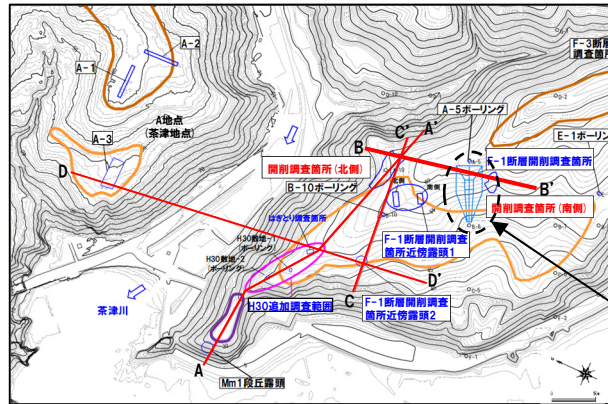 A-2
A-1
A地点
(茶津地点)
A-3
D
F-3断層
調査箇所
A-5ボーリング
E-1ボーリン
C'
A'
B
開削調査箇所(北側)
F-1断層開削調査箇所
B-10ボーリング
北側
南側
B'
開削調査箇所(南側)
はぎとり調査箇所
H30敷地-1
(ボーリング)
H30敷地-2
(ボーリング)
F-1断層開削調査
箇所近傍露頭1
D'
C
F-1断層開削調査
箇所近傍露頭2
H30追加調査範囲
茶津川
A
Mm1段丘露頭